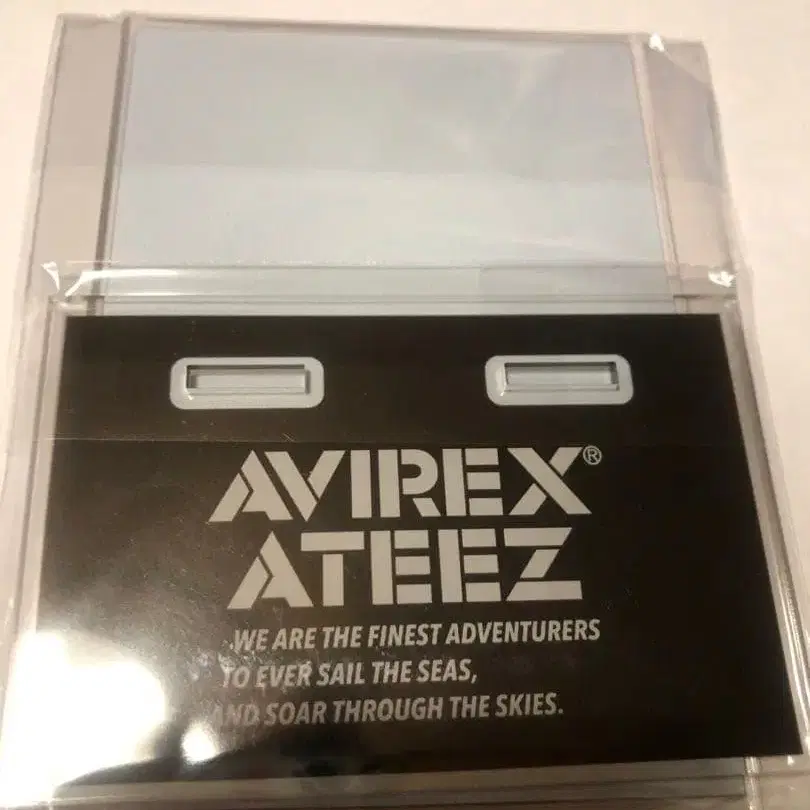 AVIREX®
ATEEZ
WE ARE THE FINEST ADVENTURERS
TO EVER SAIL THE SEAS,
AND SOAR THROUGH THE SKIES.